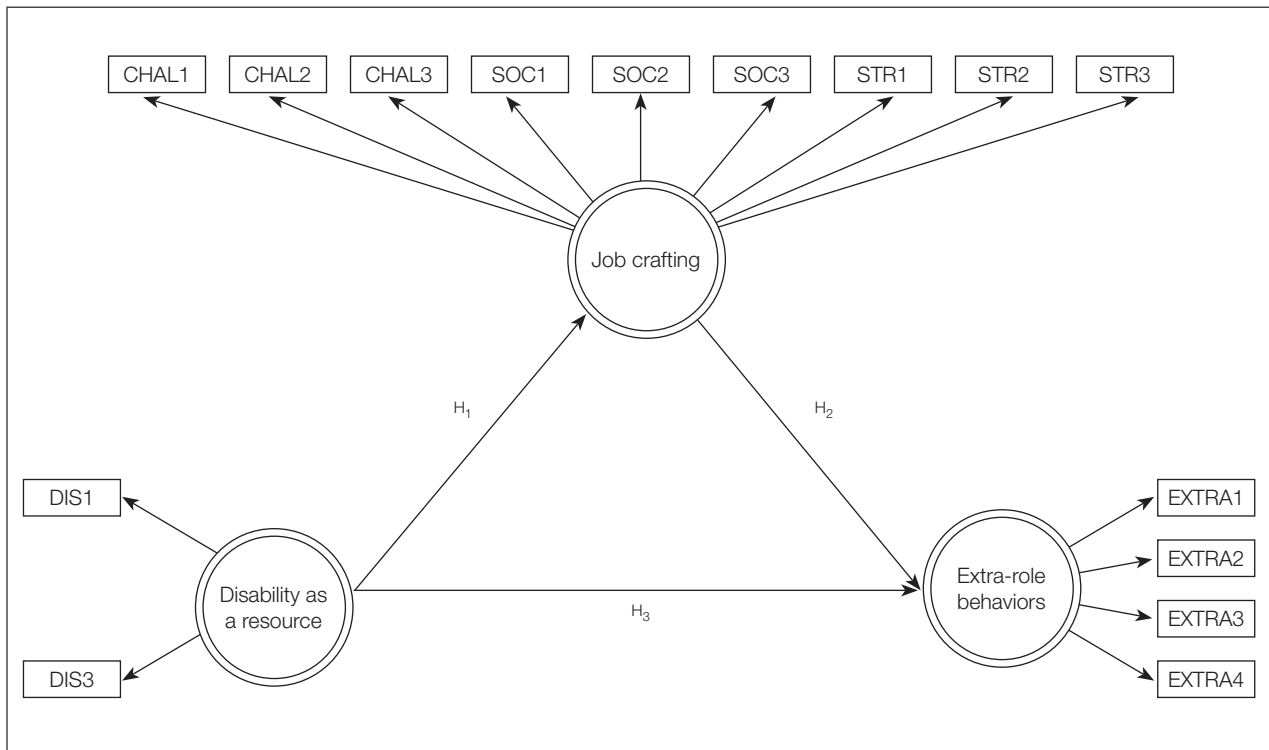 CHAL1
CHAL2
CHAL3
SOC1
SOC2
SOC3
STR1
STR2
STR3
Job crafting
H1
H2
DIS1
DIS3
Disability as
a resource
H3
Extra-role
behaviors
EXTRA1
EXTRA2
EXTRA3
EXTRA4